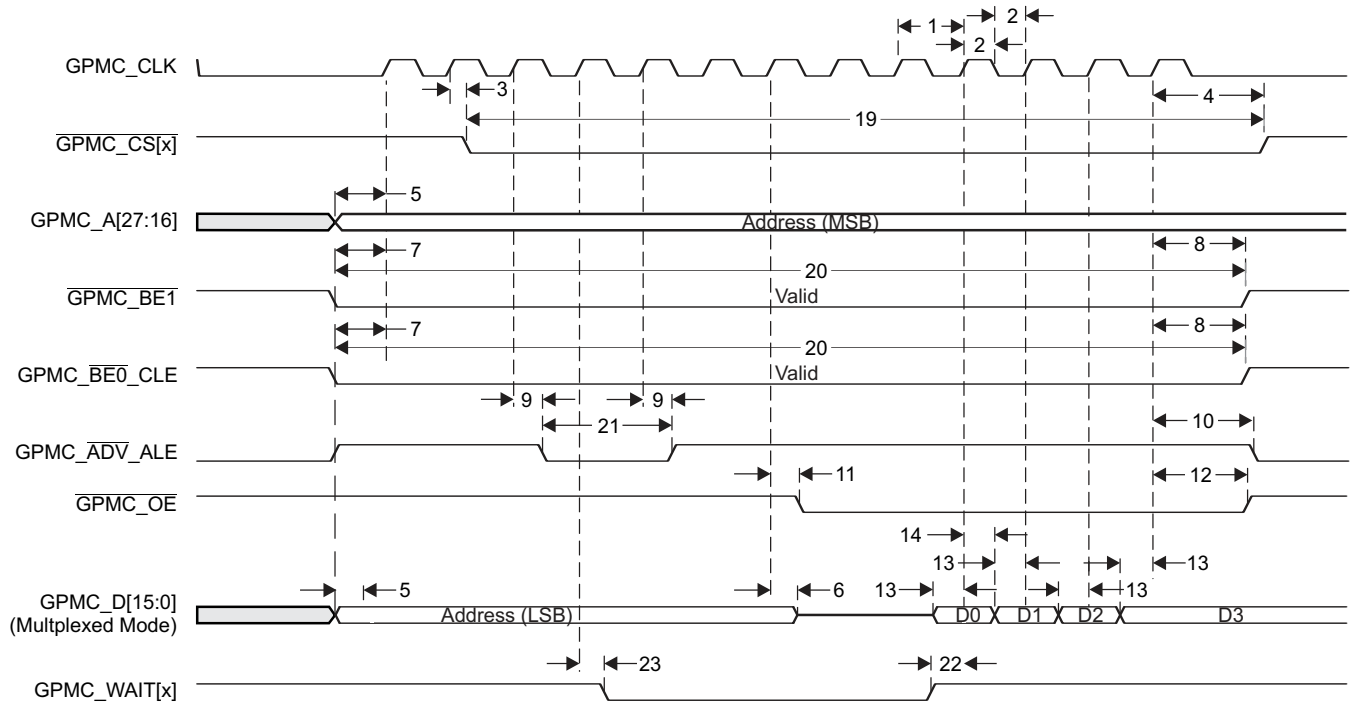 1
2
2
GPMC_CLK
3
4
19
GPMC_CS[x]
5
GPMC_A[27:16]
Address (MSB)
7
8
20
GPMC_BE1
Valid
7
8
20
GPMC_BE0_CLE
Valid
9
9
21
10
GPMC_ADV_ALE
11
12
GPMC_OE
14
13
13
5
6
13
13
GPMC_D[15:0]
(Multplexed Mode)
Address (LSB)
D0
D1
D2
D3
23
22
GPMC_WAIT[x]